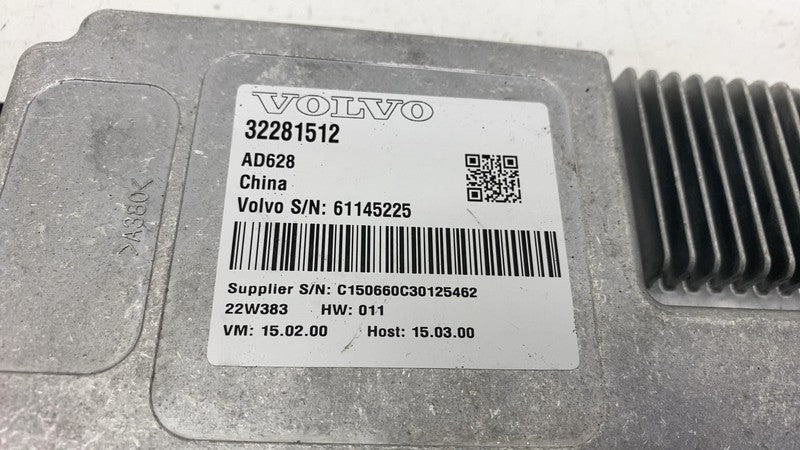 VOLVO
32281512
AD628
China
Volvo S/N: 61145225
Supplier S/N: C150660C30125462
22W383 HW: 011
VM: 15.02.00 Host: 15.03.00
>A380<